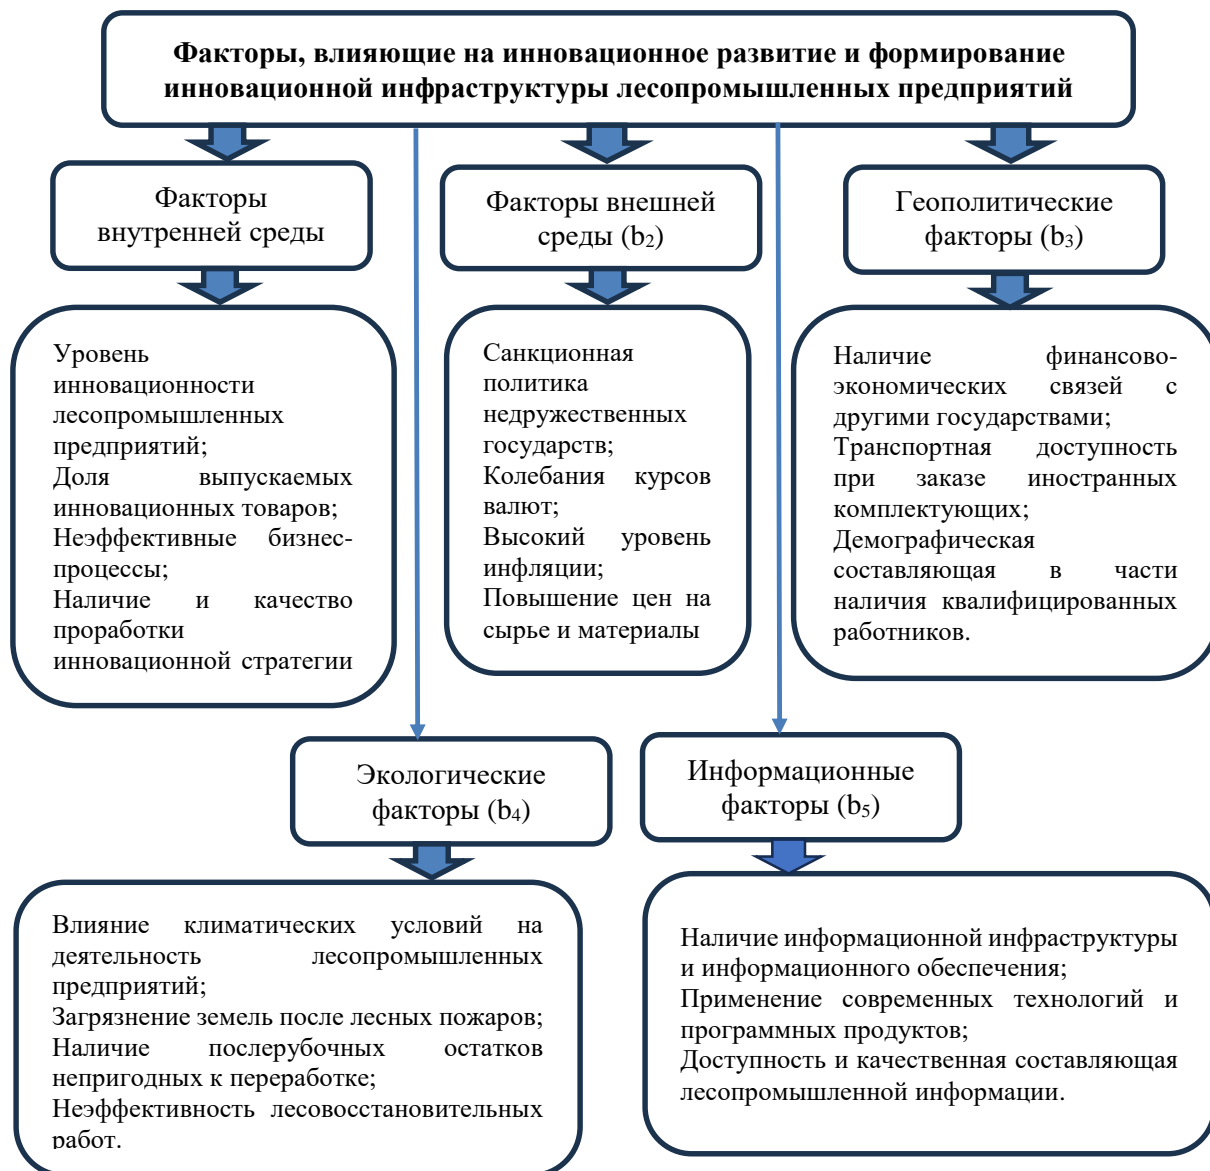 Факторы, влияющие на инновационное развитие и формирование
инновационной инфраструктуры лесопромышленных предприятий
Факторы
внутренней среды
Факторы внешней
среды (b₂)
Геополитические
факторы (b₃)
Уровень
инновационности
лесопромышленных
предприятий;
Доля выпускаемых
инновационных товаров;
Неэффективные бизнес-
процессы;
Наличие и качество
проработки
инновационной стратегии
Санкционная
политика
недружественных
государств;
Колебания курсов
валют;
Высокий уровень
инфляции;
Повышение цен на
сырье и материалы
Наличие финансово-
экономических связей с
другими государствами;
Транспортная доступность
при заказе иностранных
комплектующих;
Демографическая
составляющая в части
наличия квалифицированных
работников.
Экологические
факторы (b₄)
Информационные
факторы (b₅)
Влияние климатических условий на
деятельность лесопромышленных
предприятий;
Загрязнение земель после лесных пожаров;
Наличие послерубочных остатков
непригодных к переработке;
Неэффективность лесовосстановительных
работ.
Наличие информационной инфраструктуры
и информационного обеспечения;
Применение современных технологий и
программных продуктов;
Доступность и качественная составляющая
лесопромышленной информации.